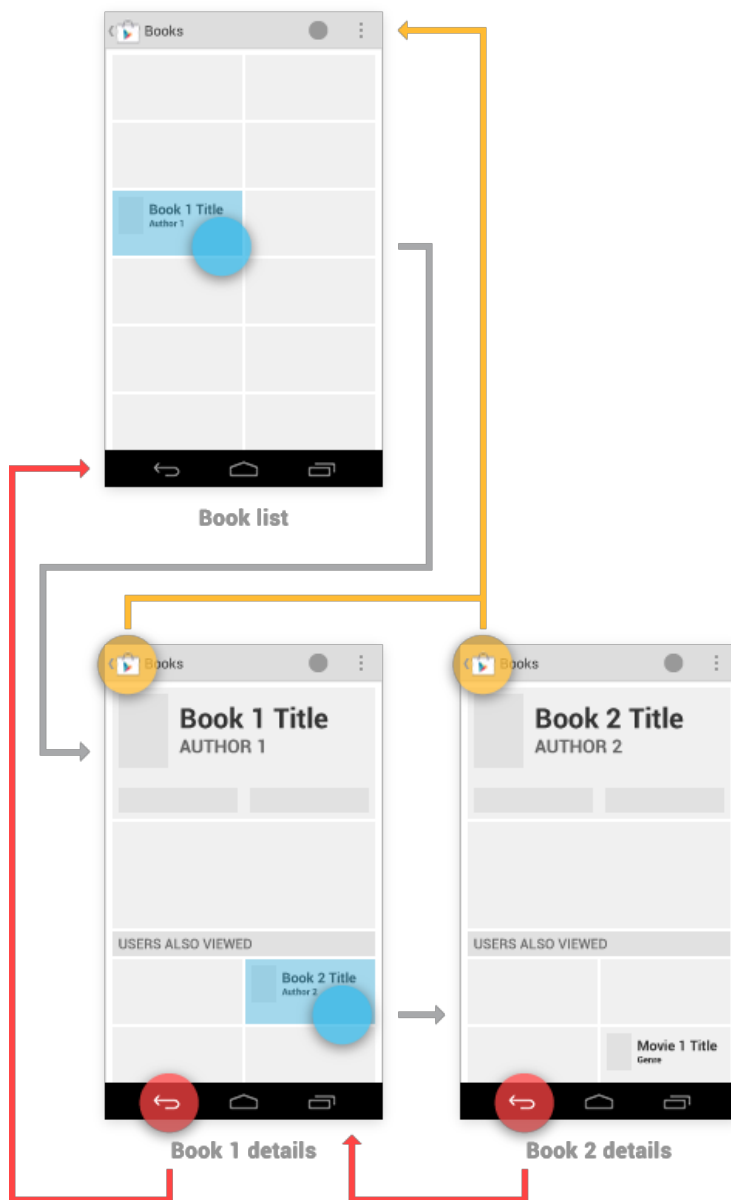 Books
Book 1 Title
Author 1
Book list
Books
Book 1 Title
AUTHOR 1
USERS ALSO VIEWED
Book 2 Title
Author 2
Book 1 details
Books
Book 2 Title
AUTHOR 2
USERS ALSO VIEWED
Movie 1 Title
Genre
Book 2 details